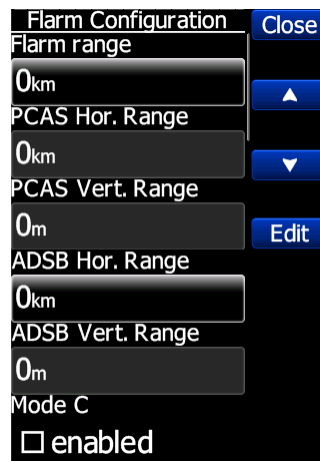 Flarm Configuration
Close
Flarm range
0km
PCAS Hor. Range
0km
PCAS Vert. Range
0m
Edit
ADSB Hor. Range
0km
ADSB Vert. Range
0m
Mode C
enabled